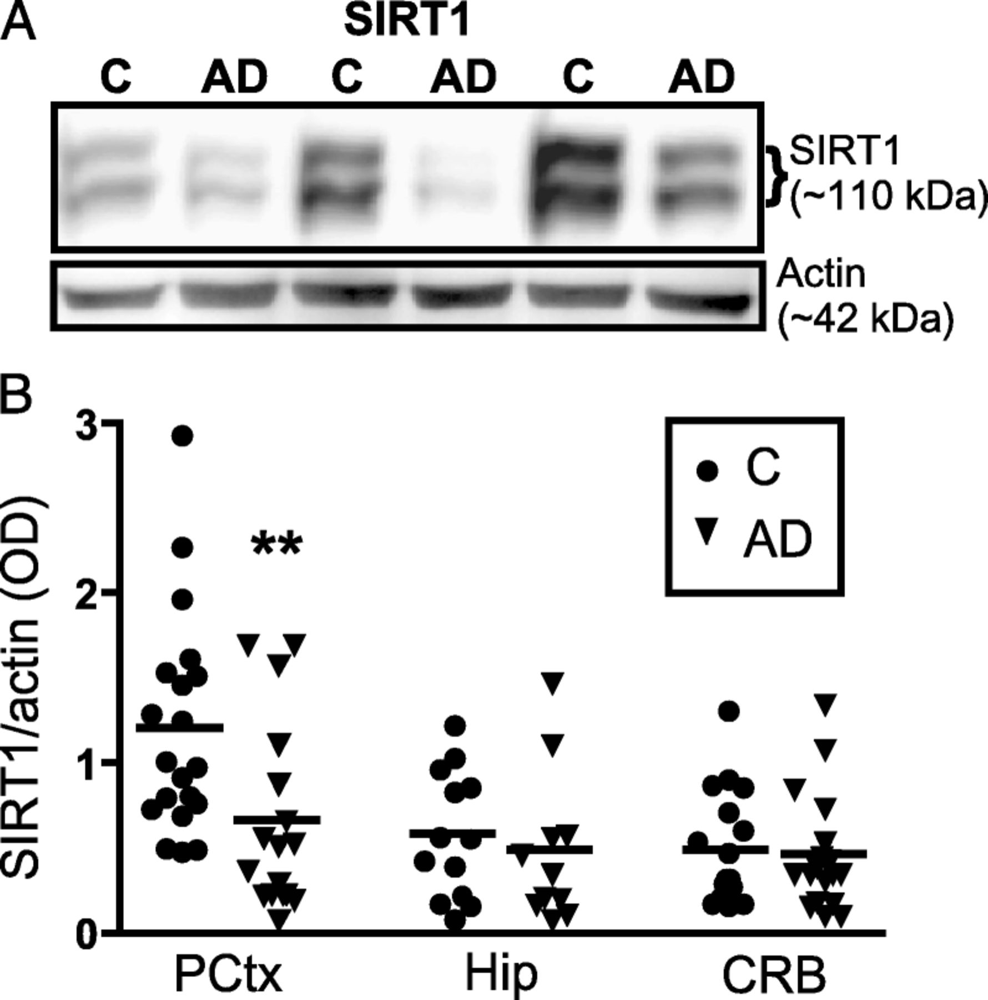 A
SIRT1
C AD C AD C AD
} SIRT1
(~110 kDa)
Actin
(~42 kDa)
B
SIRT1/actin (OD)
3
2
1
0
**
C
AD
PCtx Hip CRB